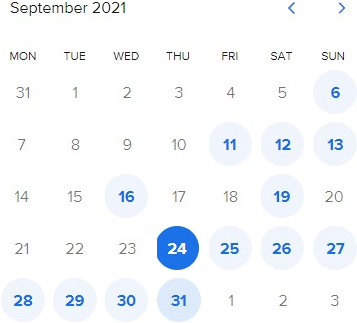 September 2021
MON TUE WED THU FRI SAT SUN
31 1 2 3 4 5 6
7 8 9 10 11 12 13
14 15 16 17 18 19 20
21 22 23 24 25 26 27
28 29 30 31 1 2 3